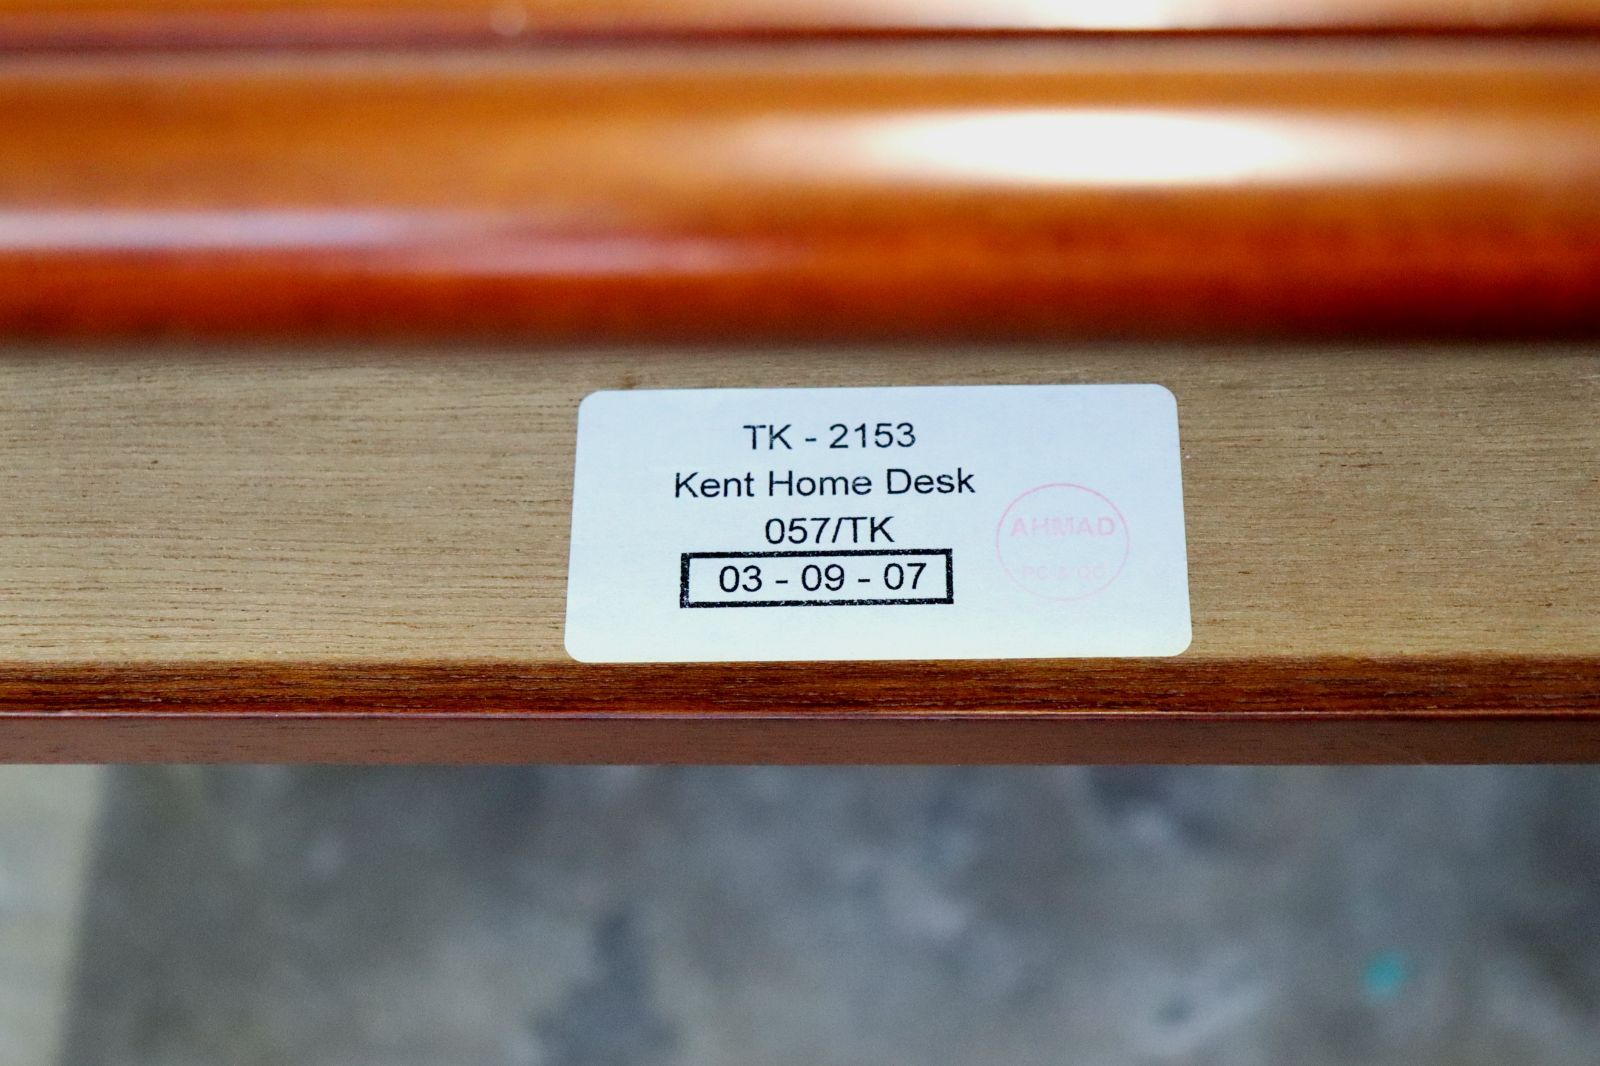 TK - 2153
Kent Home Desk
057/TK
03 - 09 - 07
AHMAD